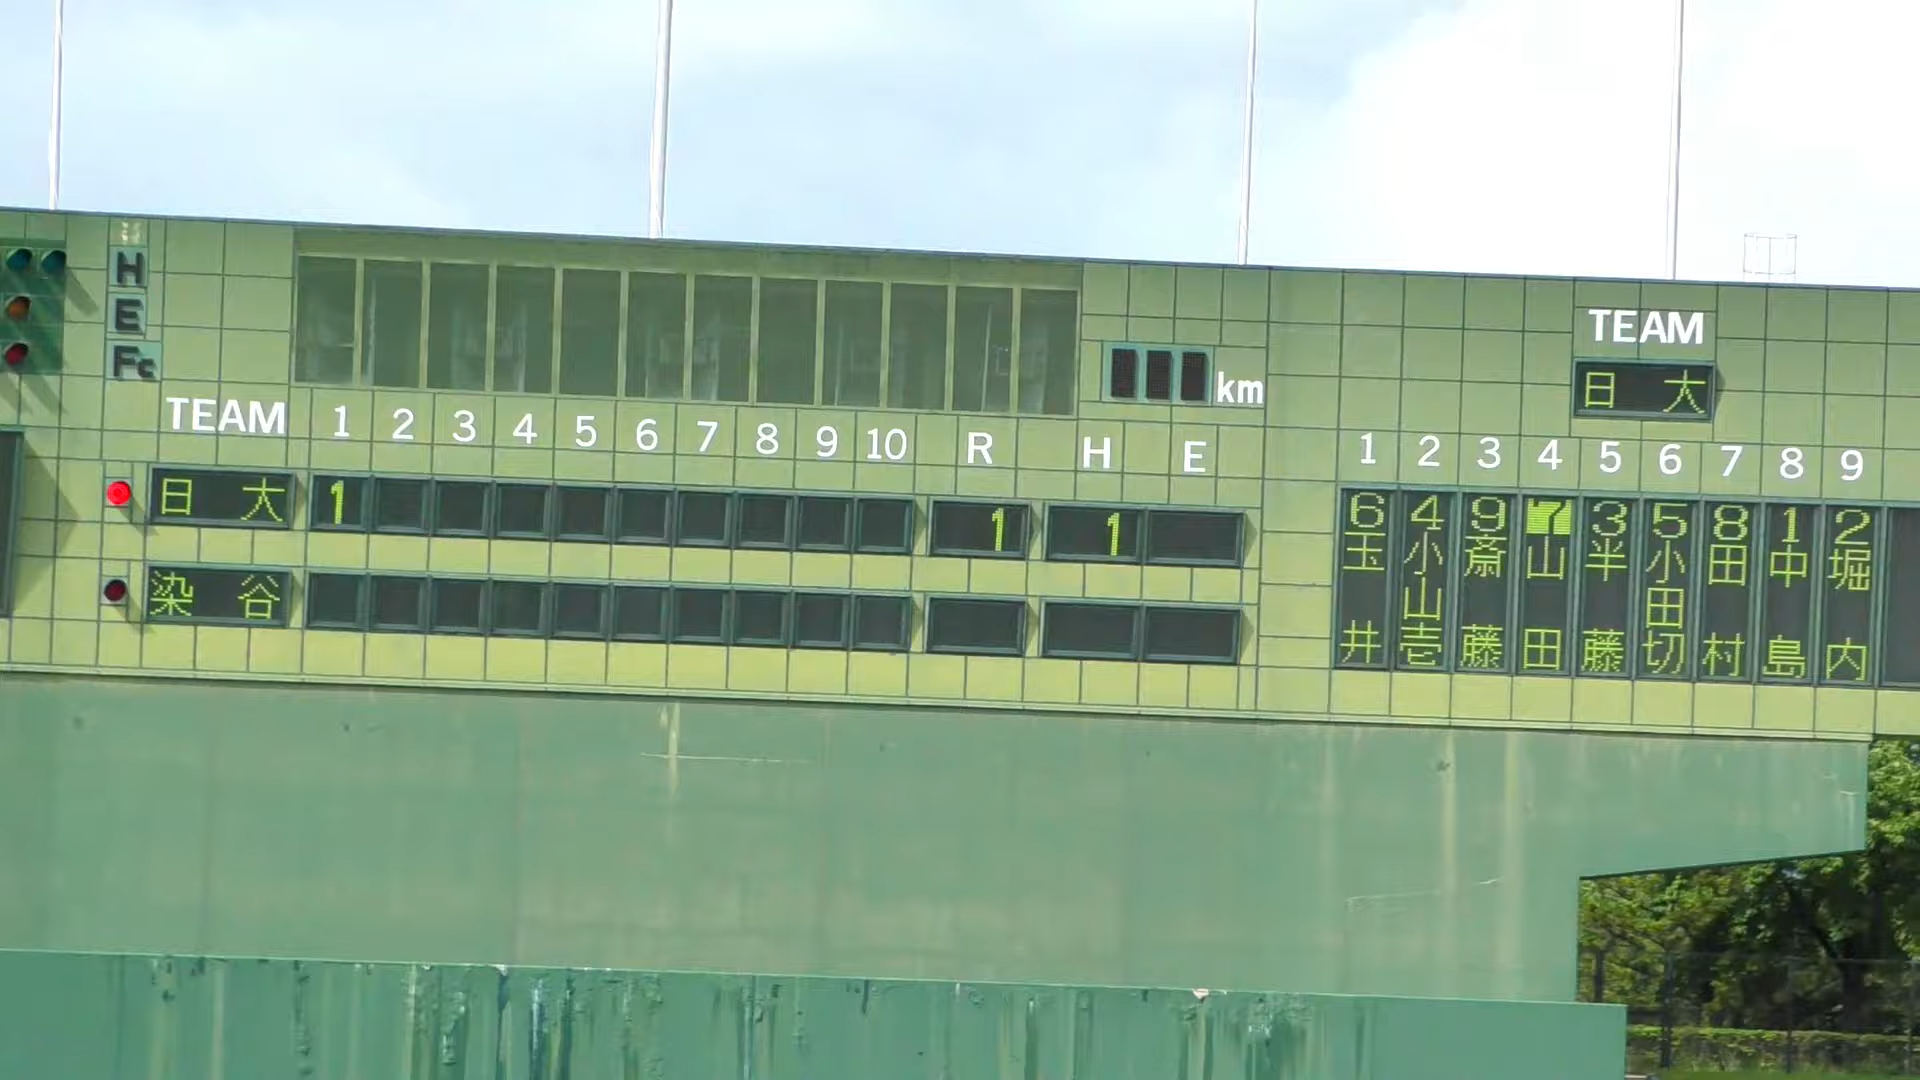 H
E
Fc
km
TEAM 1 2 3 4 5 6 7 8 9 10 R H E
日大 1 1 1
染谷
TEAM
日大
1 2 3 4 5 6 7 8 9
6 4 9 7 3 5 8 1 2
玉井
小山壱
斎藤
山田
半藤
小田切
田村
中島
堀内